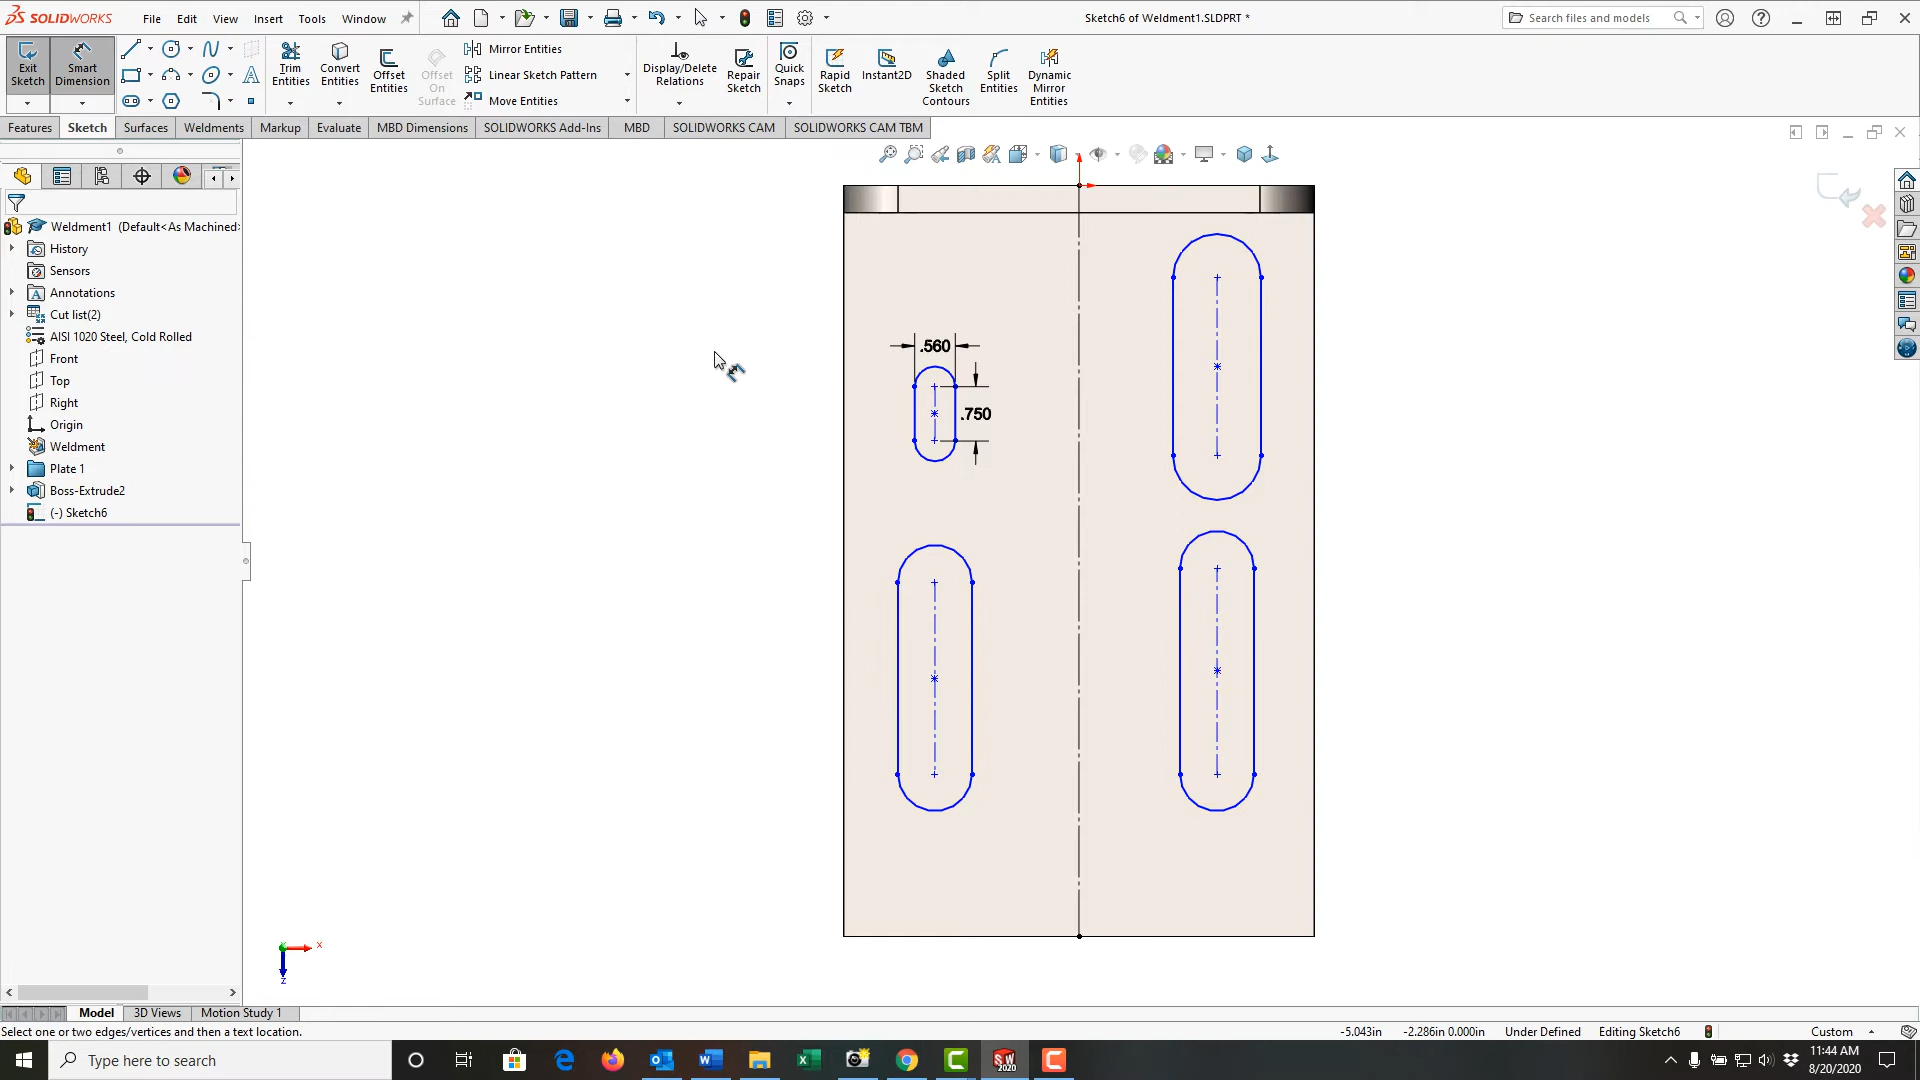 SOLIDWORKS
File Edit View Insert Tools Window
Sketch6 of Weldment1.SLDPRT *
Search files and models
Exit Sketch
Smart Dimension
Trim Entities
Convert Entities
Offset Entities
Offset On Surface
Mirror Entities
Linear Sketch Pattern
Move Entities
Display/Delete Relations
Repair Sketch
Quick Snaps
Rapid Sketch
Instant2D
Shaded Sketch Contours
Split Entities
Dynamic Mirror Entities
Features Sketch Surfaces Weldments Markup Evaluate MBD Dimensions SOLIDWORKS Add-Ins MBD SOLIDWORKS CAM SOLIDWORKS CAM TBM
Weldment1 (Default<As Machined>
History
Sensors
Annotations
Cut list(2)
AISI 1020 Steel, Cold Rolled
Front
Top
Right
Origin
Weldment
Plate 1
Boss-Extrude2
(-) Sketch6
.560
.750
x
z
Model 3D Views Motion Study 1
Select one or two edges/vertices and then a text location.
-5.043in -2.286in 0.000in Under Defined Editing Sketch6 Custom
Type here to search
SW 2020
11:44 AM
8/20/2020